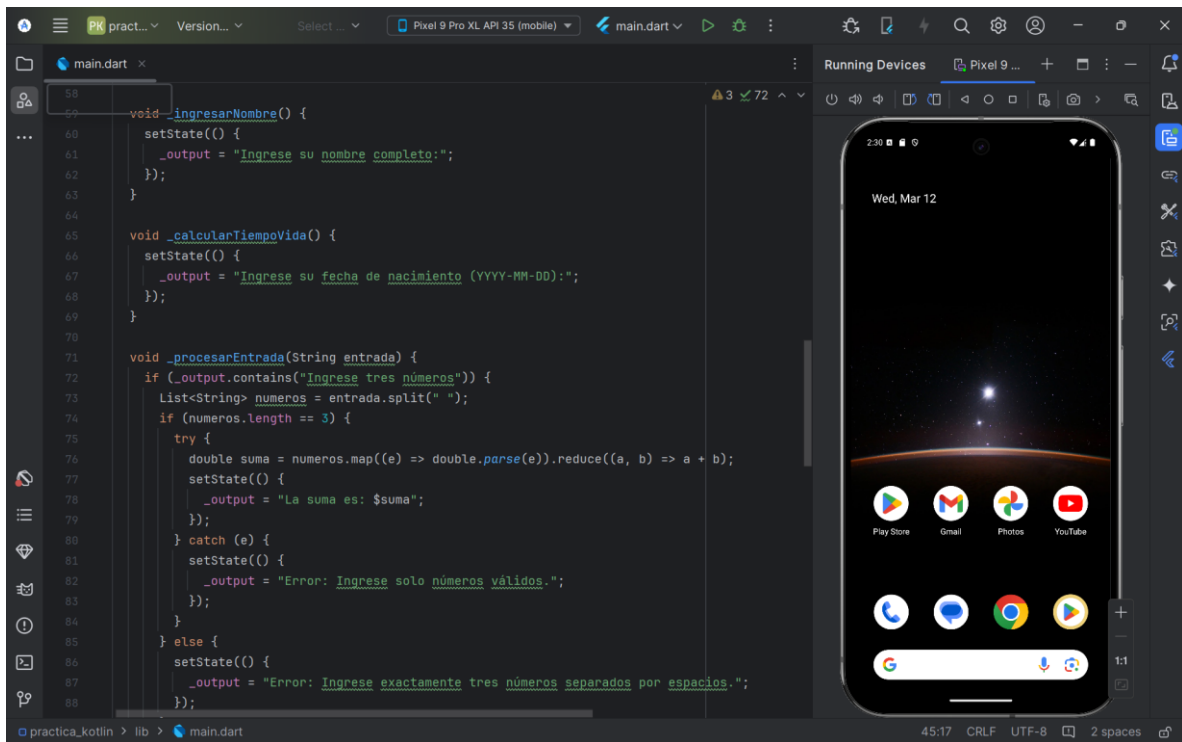 PK pract... Version... Select ... Pixel 9 Pro XL API 35 (mobile) main.dart
main.dart
Running Devices Pixel 9 ...
3 72
58
59 void _ingresarNombre() {
60 setState(() {
61 _output = "Ingrese su nombre completo:";
62 });
63 }
64
65 void _calcularTiempoVida() {
66 setState(() {
67 _output = "Ingrese su fecha de nacimiento (YYYY-MM-DD):";
68 });
69 }
70
71 void _procesarEntrada(String entrada) {
72 if (_output.contains("Ingrese tres números")) {
73 List<String> numeros = entrada.split(" ");
74 if (numeros.length == 3) {
75 try {
76 double suma = numeros.map((e) => double.parse(e)).reduce((a, b) => a + b);
77 setState(() {
78 _output = "La suma es: $suma";
79 });
80 } catch (e) {
81 setState(() {
82 _output = "Error: Ingrese solo números válidos.";
83 });
84 }
85 } else {
86 setState(() {
87 _output = "Error: Ingrese exactamente tres números separados por espacios.";
88 });
2:30
Wed, Mar 12
Play Store Gmail Photos YouTube
1:1
practica_kotlin > lib > main.dart
45:17 CRLF UTF-8 2 spaces